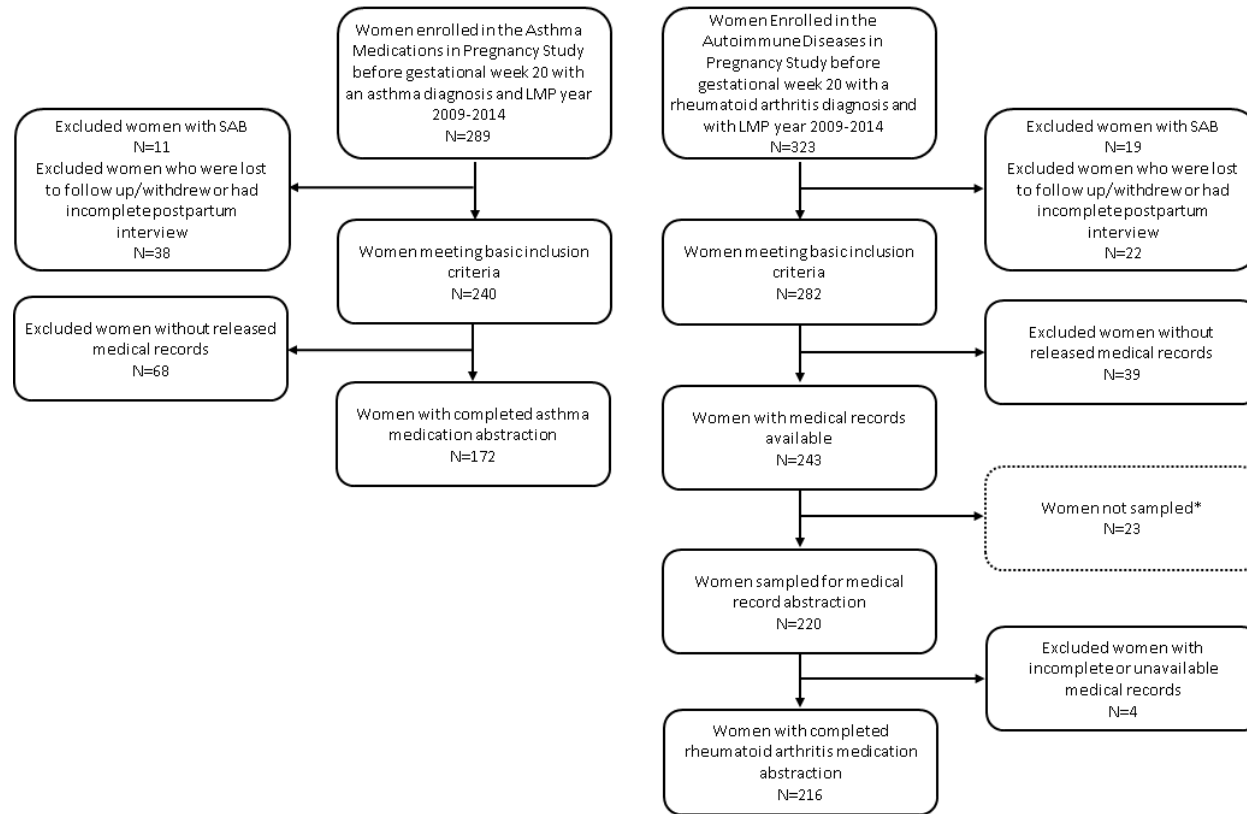 Women enrolled in the Asthma
Medications in Pregnancy Study
before gestational week 20 with
an asthma diagnosis and LMP year
2009-2014
N=289
Excluded women with SAB
N=11
Excluded women who were lost
to follow up/withdrew or had
incomplete postpartum
interview
N=38
Women meeting basic inclusion
criteria
N=240
Excluded women without released
medical records
N=68
Women with completed asthma
medication abstraction
N=172
Women Enrolled in the
Autoimmune Diseases in
Pregnancy Study before
gestational week 20 with a
rheumatoid arthritis diagnosis and
with LMP year 2009-2014
N=323
Excluded women with SAB
N=19
Excluded women who were lost
to follow up/withdrew or had
incomplete postpartum
interview
N=22
Women meeting basic inclusion
criteria
N=282
Excluded women without
released medical records
N=39
Women with medical records
available
N=243
Women not sampled*
N=23
Women sampled for medical
record abstraction
N=220
Excluded women with
incomplete or unavailable
medical records
N=4
Women with completed
rheumatoid arthritis medication
abstraction
N=216